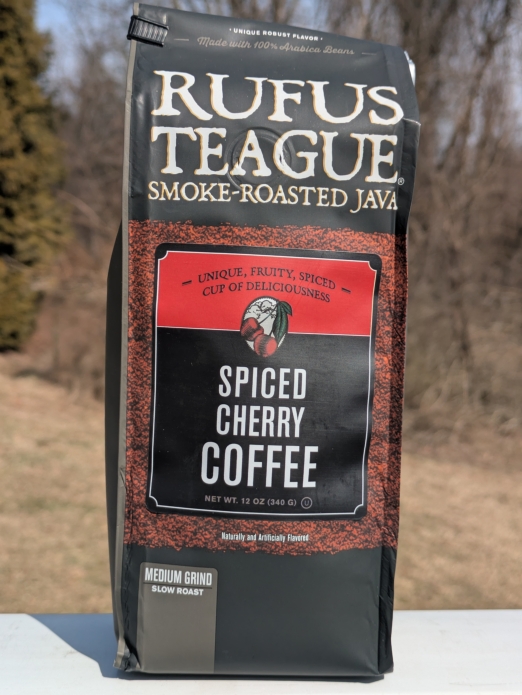 • UNIQUE ROBUST FLAVOR •
Made with 100% Arabica Beans
RUFUS
TEAGUE®
SMOKE-ROASTED JAVA
UNIQUE, FRUITY, SPICED
CUP OF DELICIOUSNESS
SPICED
CHERRY
COFFEE
NET WT. 12 OZ (340 G) Ⓤ
Naturally and Artificially Flavored
MEDIUM GRIND
SLOW ROAST